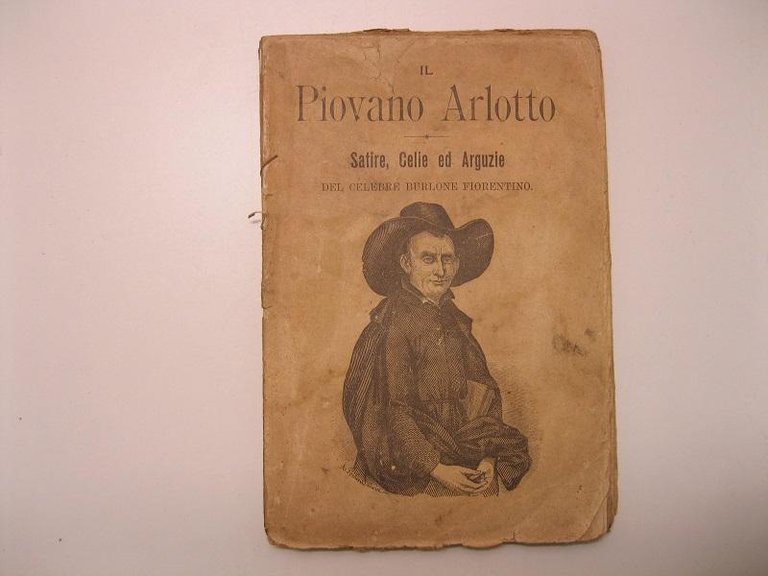 IL
Piovano Arlotto
Satire, Celie ed Arguzie
DEL CELEBRE BURLONE FIORENTINO.